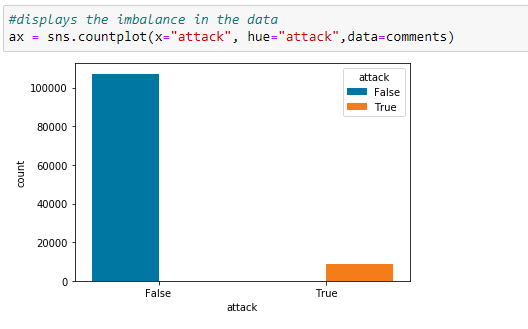 #displays the imbalance in the data
ax = sns.countplot(x="attack", hue="attack",data=comments)
attack
False
True
100000
80000
60000
40000
20000
0
count
False True
attack